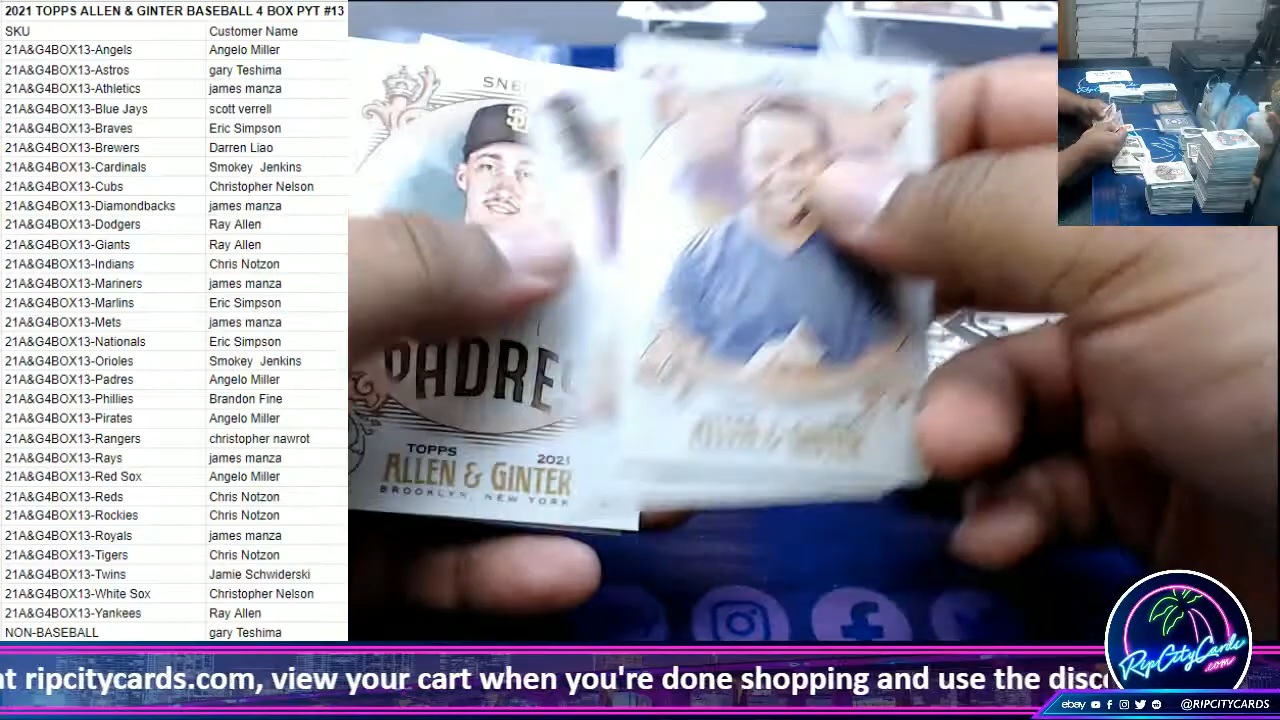 2021 TOPPS ALLEN & GINTER BASEBALL 4 BOX PYT #13
SKU Customer Name
21A&G4BOX13-Angels Angelo Miller
21A&G4BOX13-Astros gary Teshima
21A&G4BOX13-Athletics james manza
21A&G4BOX13-Blue Jays scott verrell
21A&G4BOX13-Braves Eric Simpson
21A&G4BOX13-Brewers Darren Liao
21A&G4BOX13-Cardinals Smokey Jenkins
21A&G4BOX13-Cubs Christopher Nelson
21A&G4BOX13-Diamondbacks james manza
21A&G4BOX13-Dodgers Ray Allen
21A&G4BOX13-Giants Ray Allen
21A&G4BOX13-Indians Chris Notzon
21A&G4BOX13-Mariners james manza
21A&G4BOX13-Marlins Eric Simpson
21A&G4BOX13-Mets james manza
21A&G4BOX13-Nationals Eric Simpson
21A&G4BOX13-Orioles Smokey Jenkins
21A&G4BOX13-Padres Angelo Miller
21A&G4BOX13-Phillies Brandon Fine
21A&G4BOX13-Pirates Angelo Miller
21A&G4BOX13-Rangers christopher nawrot
21A&G4BOX13-Rays james manza
21A&G4BOX13-Red Sox Angelo Miller
21A&G4BOX13-Reds Chris Notzon
21A&G4BOX13-Rockies Chris Notzon
21A&G4BOX13-Royals james manza
21A&G4BOX13-Tigers Chris Notzon
21A&G4BOX13-Twins Jamie Schwiderski
21A&G4BOX13-White Sox Christopher Nelson
21A&G4BOX13-Yankees Ray Allen
NON-BASEBALL gary Teshima
SB
PADRE
TOPPS 2021
ALLEN & GINTER
BROOKLYN, NEW YORK
ALLEN & GINTER
RipCityCards
.com
at ripcitycards.com, view your cart when you're done shopping and use the disc
ebay @RIPCITYCARDS